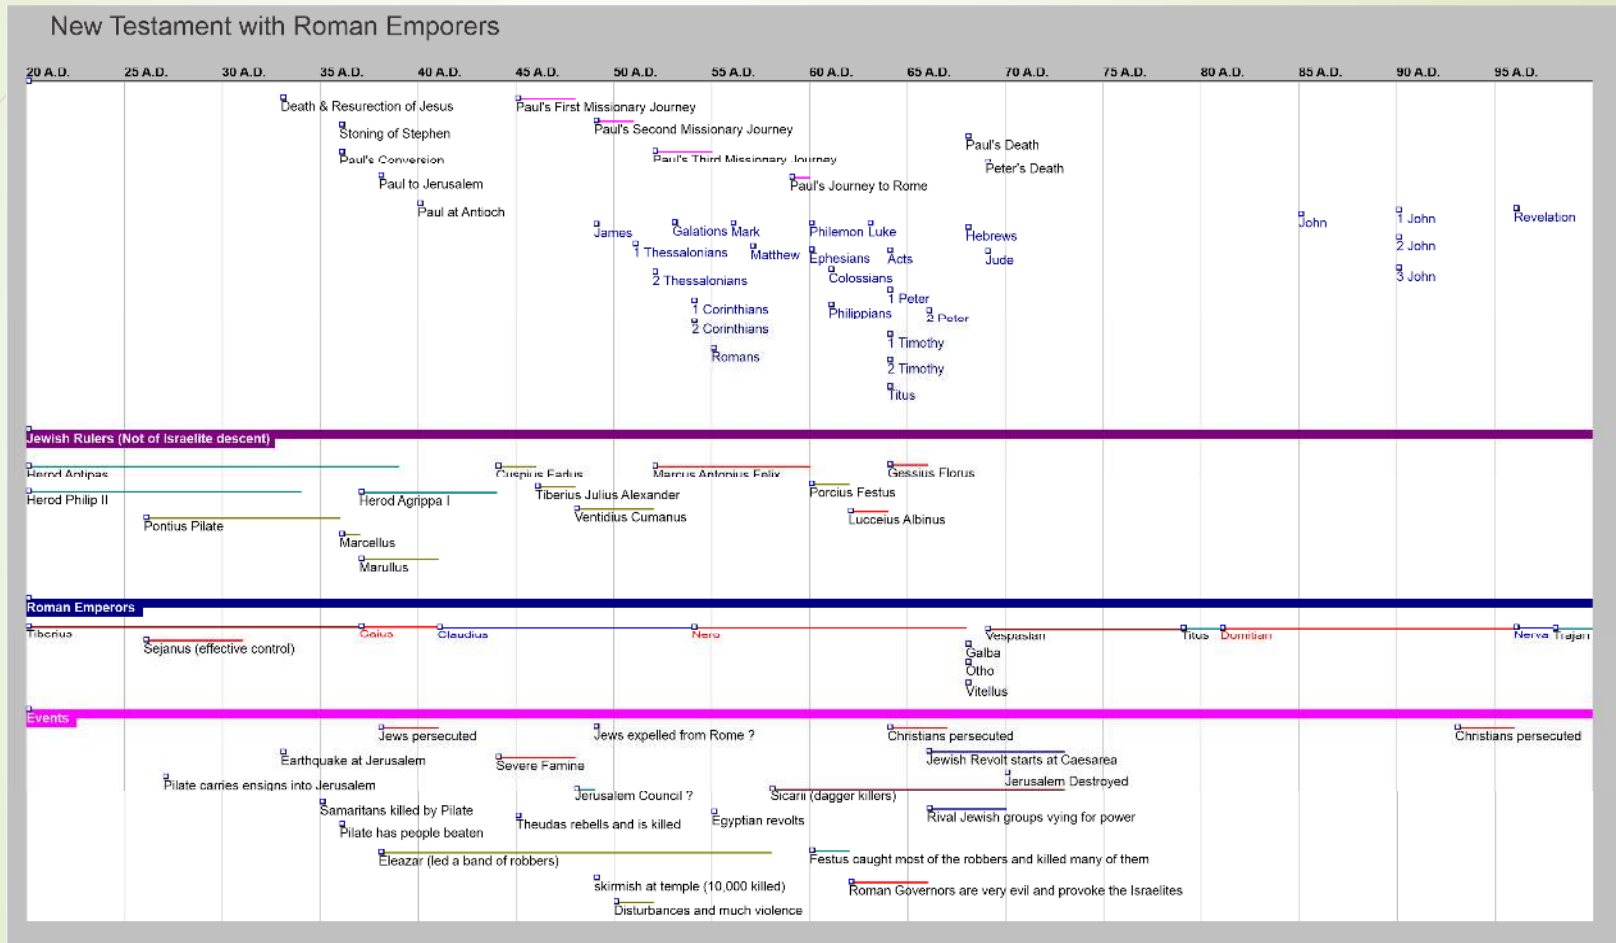 New Testament with Roman Emporers
20 A.D. 25 A.D. 30 A.D. 35 A.D. 40 A.D. 45 A.D. 50 A.D. 55 A.D. 60 A.D. 65 A.D. 70 A.D. 75 A.D. 80 A.D. 85 A.D. 90 A.D. 95 A.D.
Death & Resurection of Jesus
Paul's First Missionary Journey
Stoning of Stephen
Paul's Second Missionary Journey
Paul's Death
Paul's Conversion
Paul's Third Missionary Journey
Peter's Death
Paul to Jerusalem
Paul's Journey to Rome
Paul at Antioch
James
Galations Mark
Philemon Luke
Hebrews
John
1 John
Revelation
1 Thessalonians
Matthew
Ephesians
Acts
Jude
2 John
2 Thessalonians
Colossians
3 John
1 Corinthians
1 Peter
Philippians
2 Peter
2 Corinthians
Romans
1 Timothy
2 Timothy
Titus
Jewish Rulers (Not of Israelite descent)
Herod Antipas
Cuspius Fadus
Marcus Antonius Felix
Gessius Florus
Herod Philip II
Herod Agrippa I
Tiberius Julius Alexander
Porcius Festus
Pontius Pilate
Ventidius Cumanus
Lucceius Albinus
Marcellus
Marullus
Roman Emperors
Tiberius
Gaius
Claudius
Nero
Vespasian
Titus
Domitian
Nerva
Trajan
Sejanus (effective control)
Galba
Otho
Vitellus
Events
Jews persecuted
Jews expelled from Rome ?
Christians persecuted
Christians persecuted
Earthquake at Jerusalem
Severe Famine
Jewish Revolt starts at Caesarea
Pilate carries ensigns into Jerusalem
Jerusalem Destroyed
Jerusalem Council ?
Sicarii (dagger killers)
Samaritans killed by Pilate
Theudas rebells and is killed
Egyptian revolts
Rival Jewish groups vying for power
Pilate has people beaten
Eleazar (led a band of robbers)
Festus caught most of the robbers and killed many of them
skirmish at temple (10,000 killed)
Roman Governors are very evil and provoke the Israelites
Disturbances and much violence